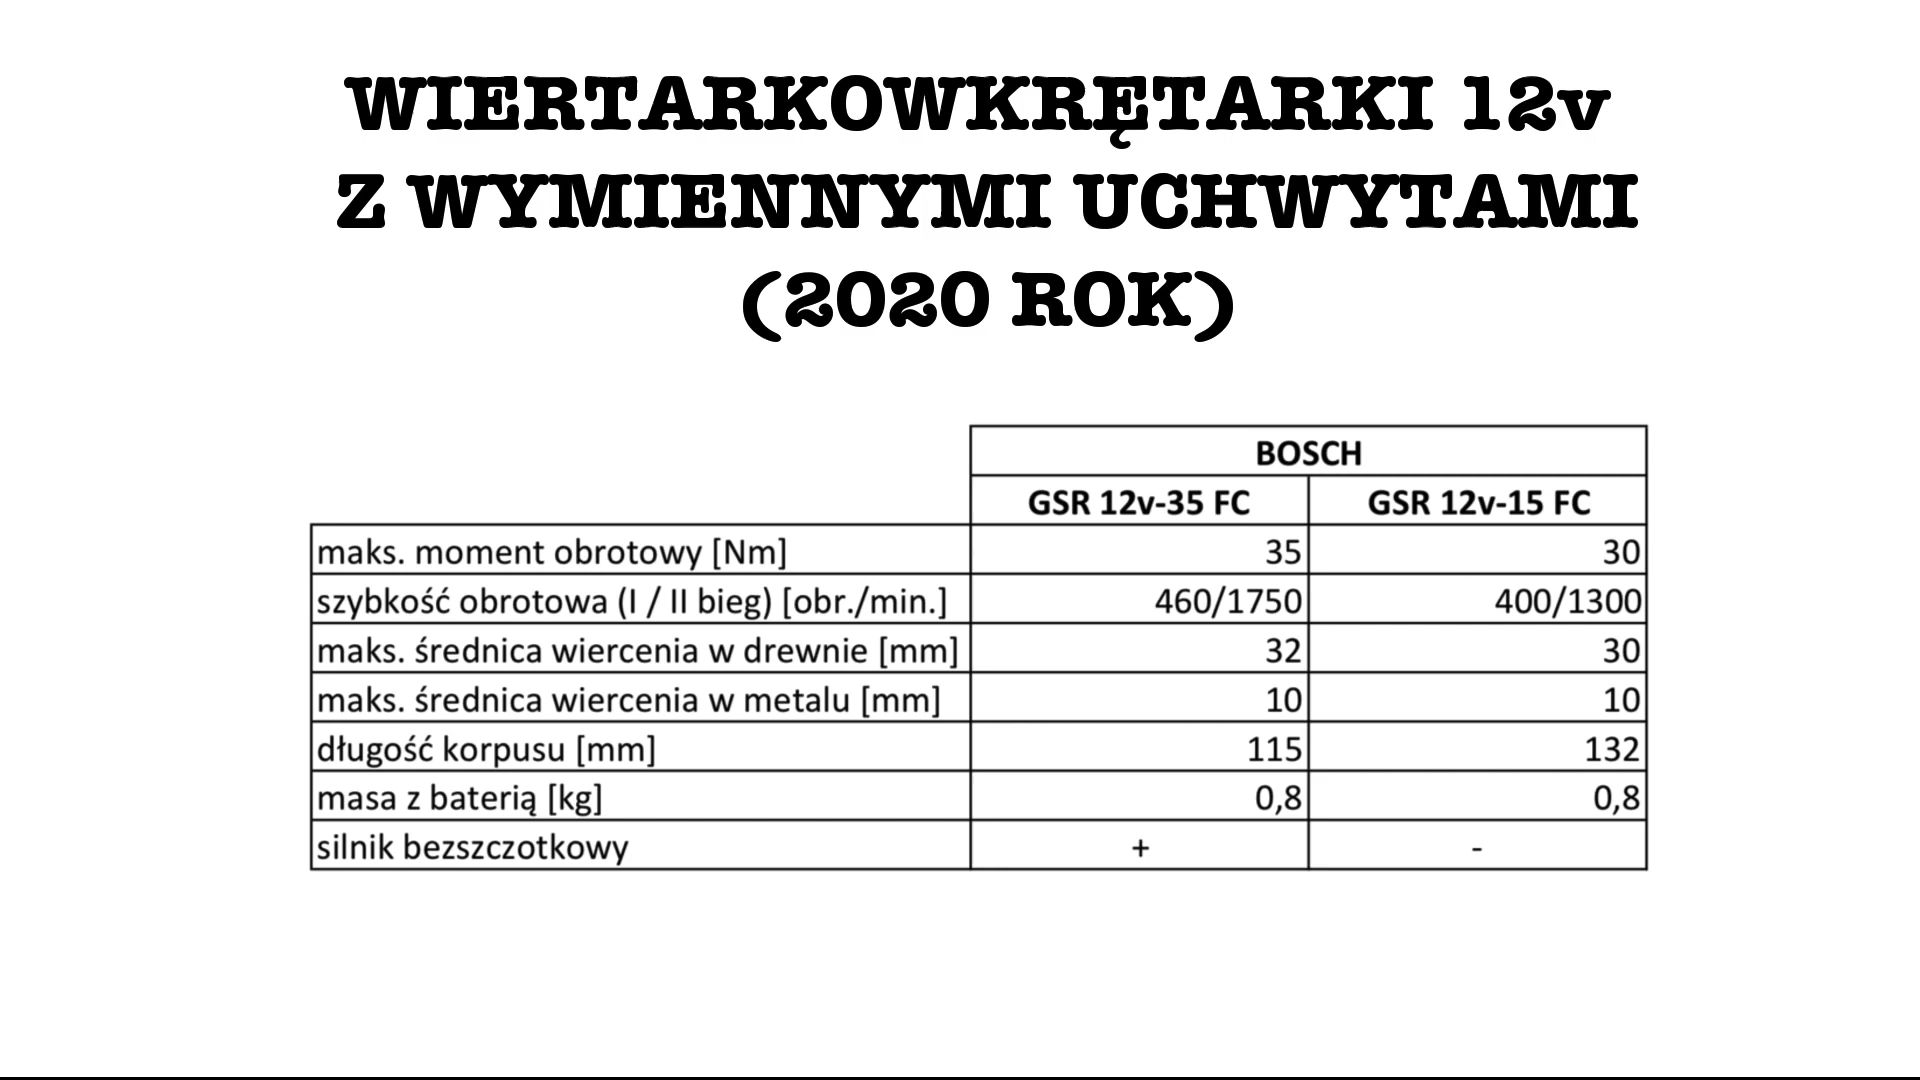 WIERTARKOWKRĘTARKI 12v
Z WYMIENNYMI UCHWYTAMI
(2020 ROK)
BOSCH
GSR 12v-35 FC GSR 12v-15 FC
maks. moment obrotowy [Nm] 35 30
szybkość obrotowa (I / II bieg) [obr./min.] 460/1750 400/1300
maks. średnica wiercenia w drewnie [mm] 32 30
maks. średnica wiercenia w metalu [mm] 10 10
długość korpusu [mm] 115 132
masa z baterią [kg] 0,8 0,8
silnik bezszczotkowy + -